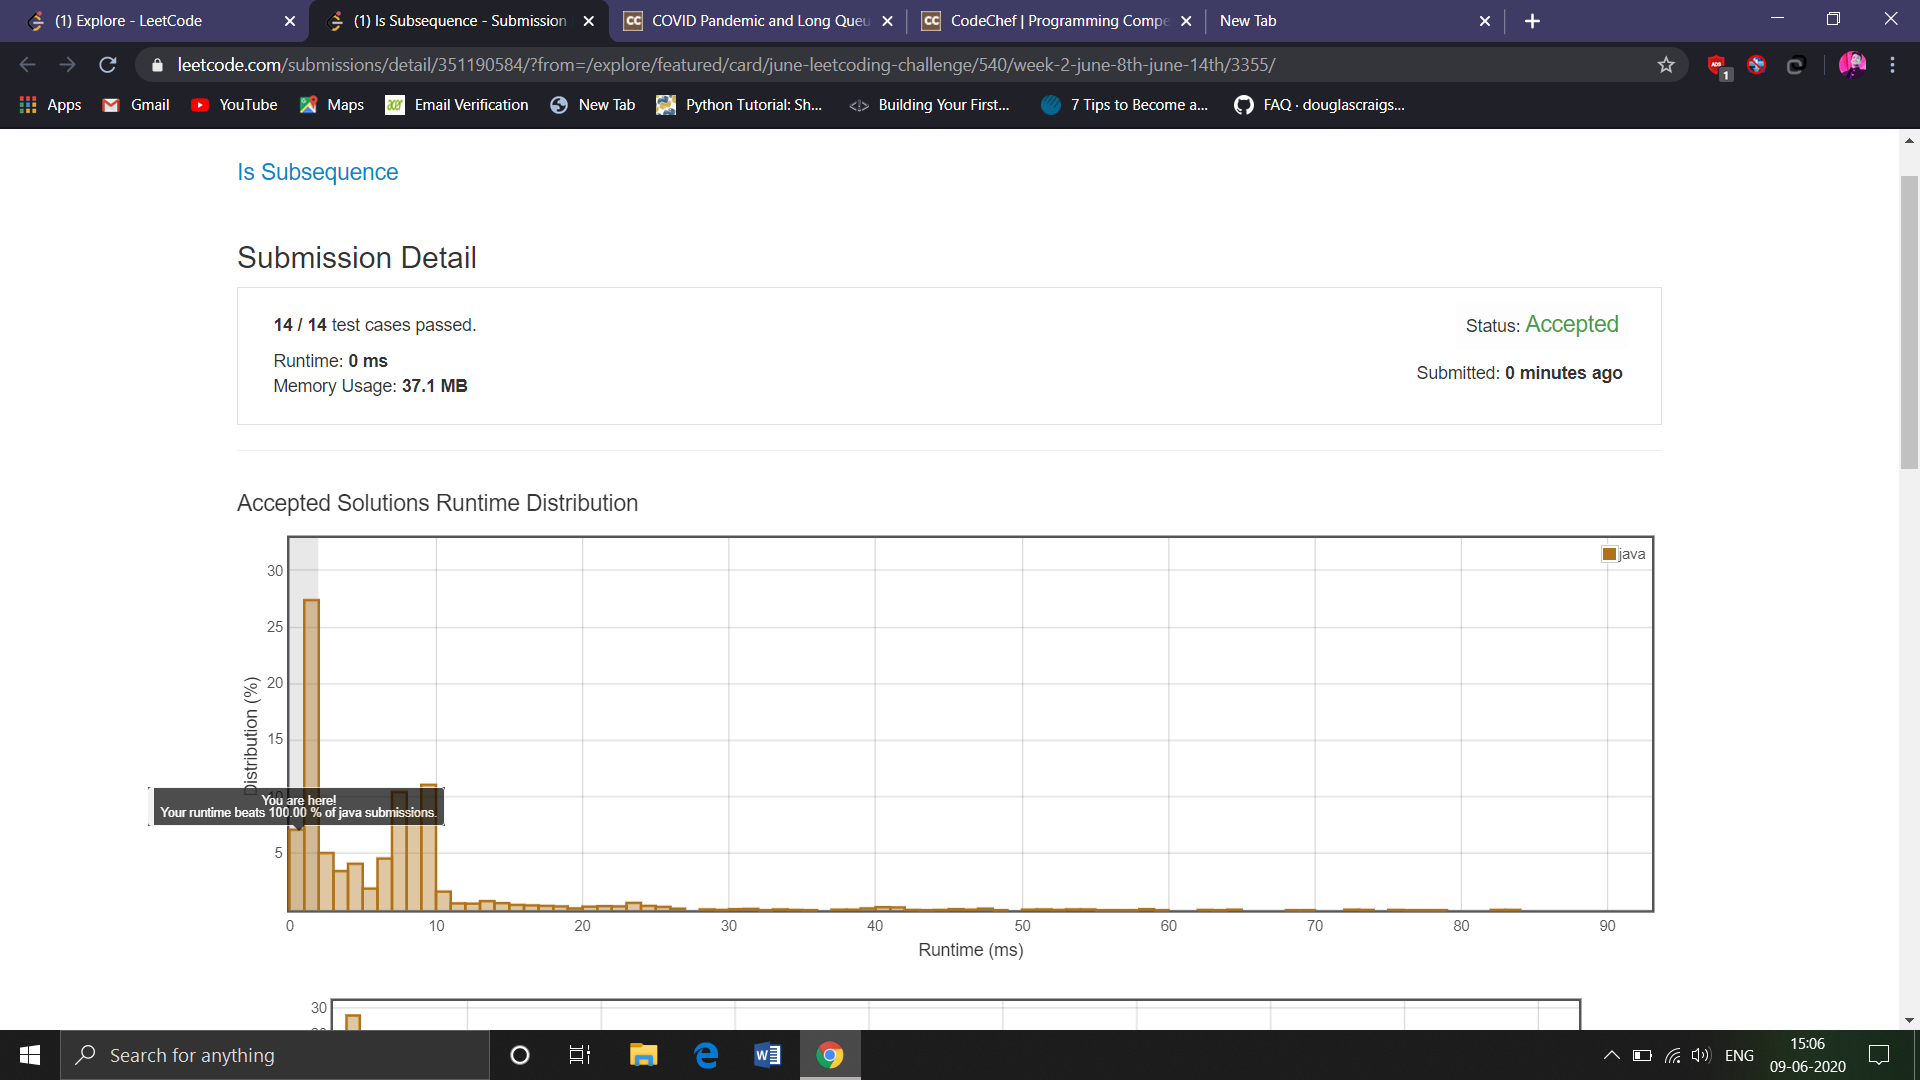 (1) Explore - LeetCode
(1) Is Subsequence - Submission
CC COVID Pandemic and Long Queu
CC CodeChef | Programming Compe
New Tab
leetcode.com/submissions/detail/351190584/?from=/explore/featured/card/june-leetcoding-challenge/540/week-2-june-8th-june-14th/3355/
ABP 1
Apps
Gmail
YouTube
Maps
acer Email Verification
New Tab
Python Tutorial: Sh...
Building Your First...
7 Tips to Become a...
FAQ · douglascraigs...
Is Subsequence
Submission Detail
14 / 14 test cases passed.
Status: Accepted
Runtime: 0 ms
Submitted: 0 minutes ago
Memory Usage: 37.1 MB
Accepted Solutions Runtime Distribution
java
30
25
20
15
10
5
Distribution (%)
You are here!
Your runtime beats 100.00 % of java submissions.
0 10 20 30 40 50 60 70 80 90
Runtime (ms)
30
Search for anything
ENG
15:06
09-06-2020